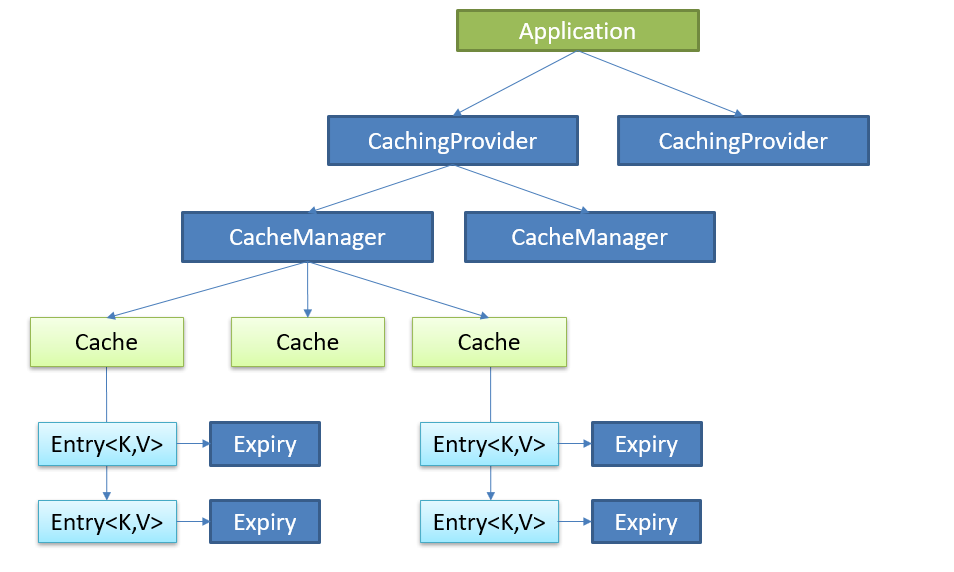 Application
CachingProvider
CachingProvider
CacheManager
CacheManager
Cache
Cache
Cache
Entry<K,V>
Expiry
Entry<K,V>
Expiry
Entry<K,V>
Expiry
Entry<K,V>
Expiry